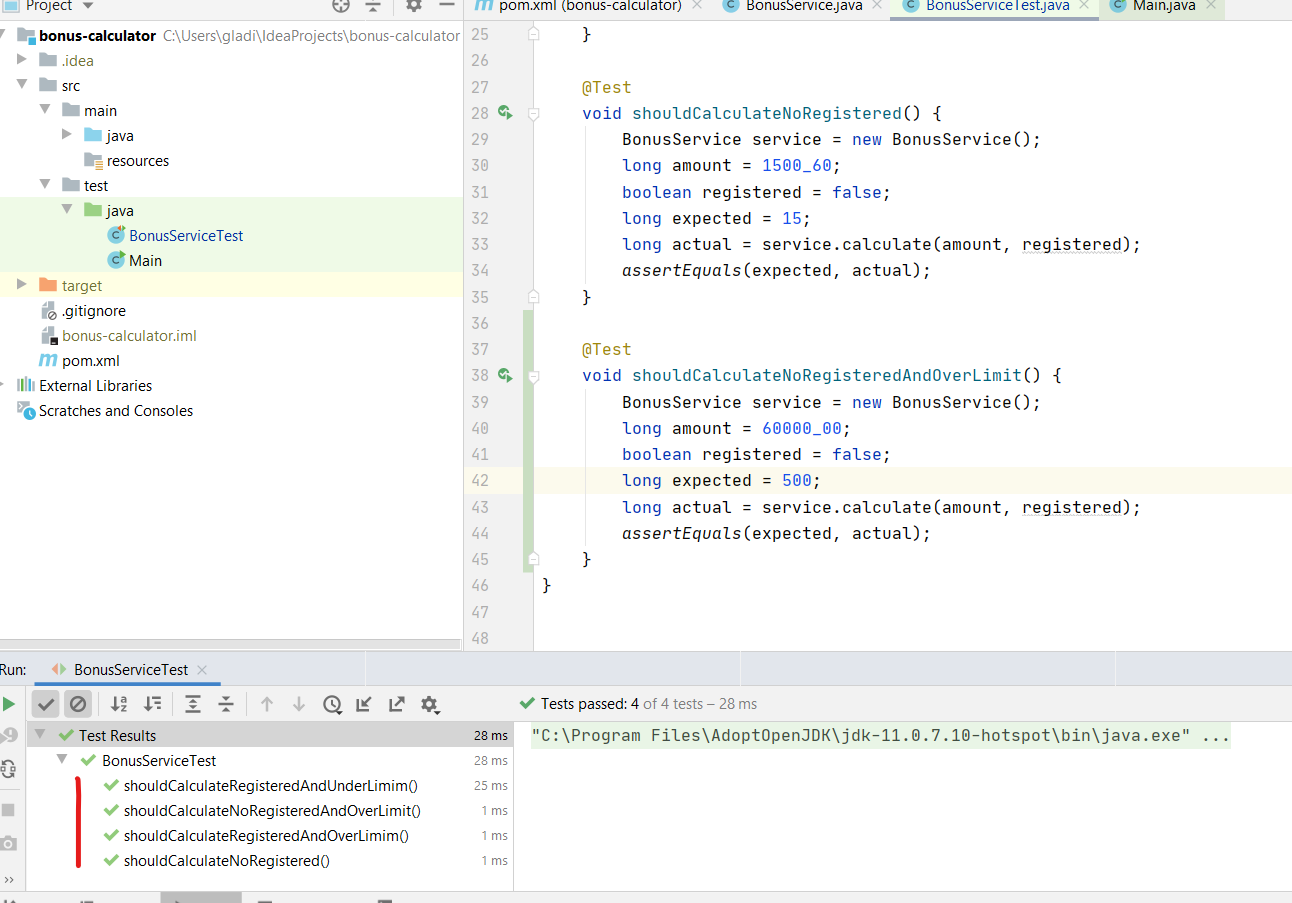 Project
pom.xml (bonus-calculator)
BonusService.java
BonusServiceTest.java
Main.java
bonus-calculator C:\Users\gladi\IdeaProjects\bonus-calculator
.idea
src
main
java
resources
test
java
BonusServiceTest
Main
target
.gitignore
bonus-calculator.iml
pom.xml
External Libraries
Scratches and Consoles
25 }
26
27 @Test
28 void shouldCalculateNoRegistered() {
29 BonusService service = new BonusService();
30 long amount = 1500_60;
31 boolean registered = false;
32 long expected = 15;
33 long actual = service.calculate(amount, registered);
34 assertEquals(expected, actual);
35 }
36
37 @Test
38 void shouldCalculateNoRegisteredAndOverLimit() {
39 BonusService service = new BonusService();
40 long amount = 60000_00;
41 boolean registered = false;
42 long expected = 500;
43 long actual = service.calculate(amount, registered);
44 assertEquals(expected, actual);
45 }
46 }
47
48
Run: BonusServiceTest
Tests passed: 4 of 4 tests – 28 ms
Test Results 28 ms
BonusServiceTest 28 ms
shouldCalculateRegisteredAndUnderLimim() 25 ms
shouldCalculateNoRegisteredAndOverLimit() 1 ms
shouldCalculateRegisteredAndOverLimim() 1 ms
shouldCalculateNoRegistered() 1 ms
"C:\Program Files\AdoptOpenJDK\jdk-11.0.7.10-hotspot\bin\java.exe" ...